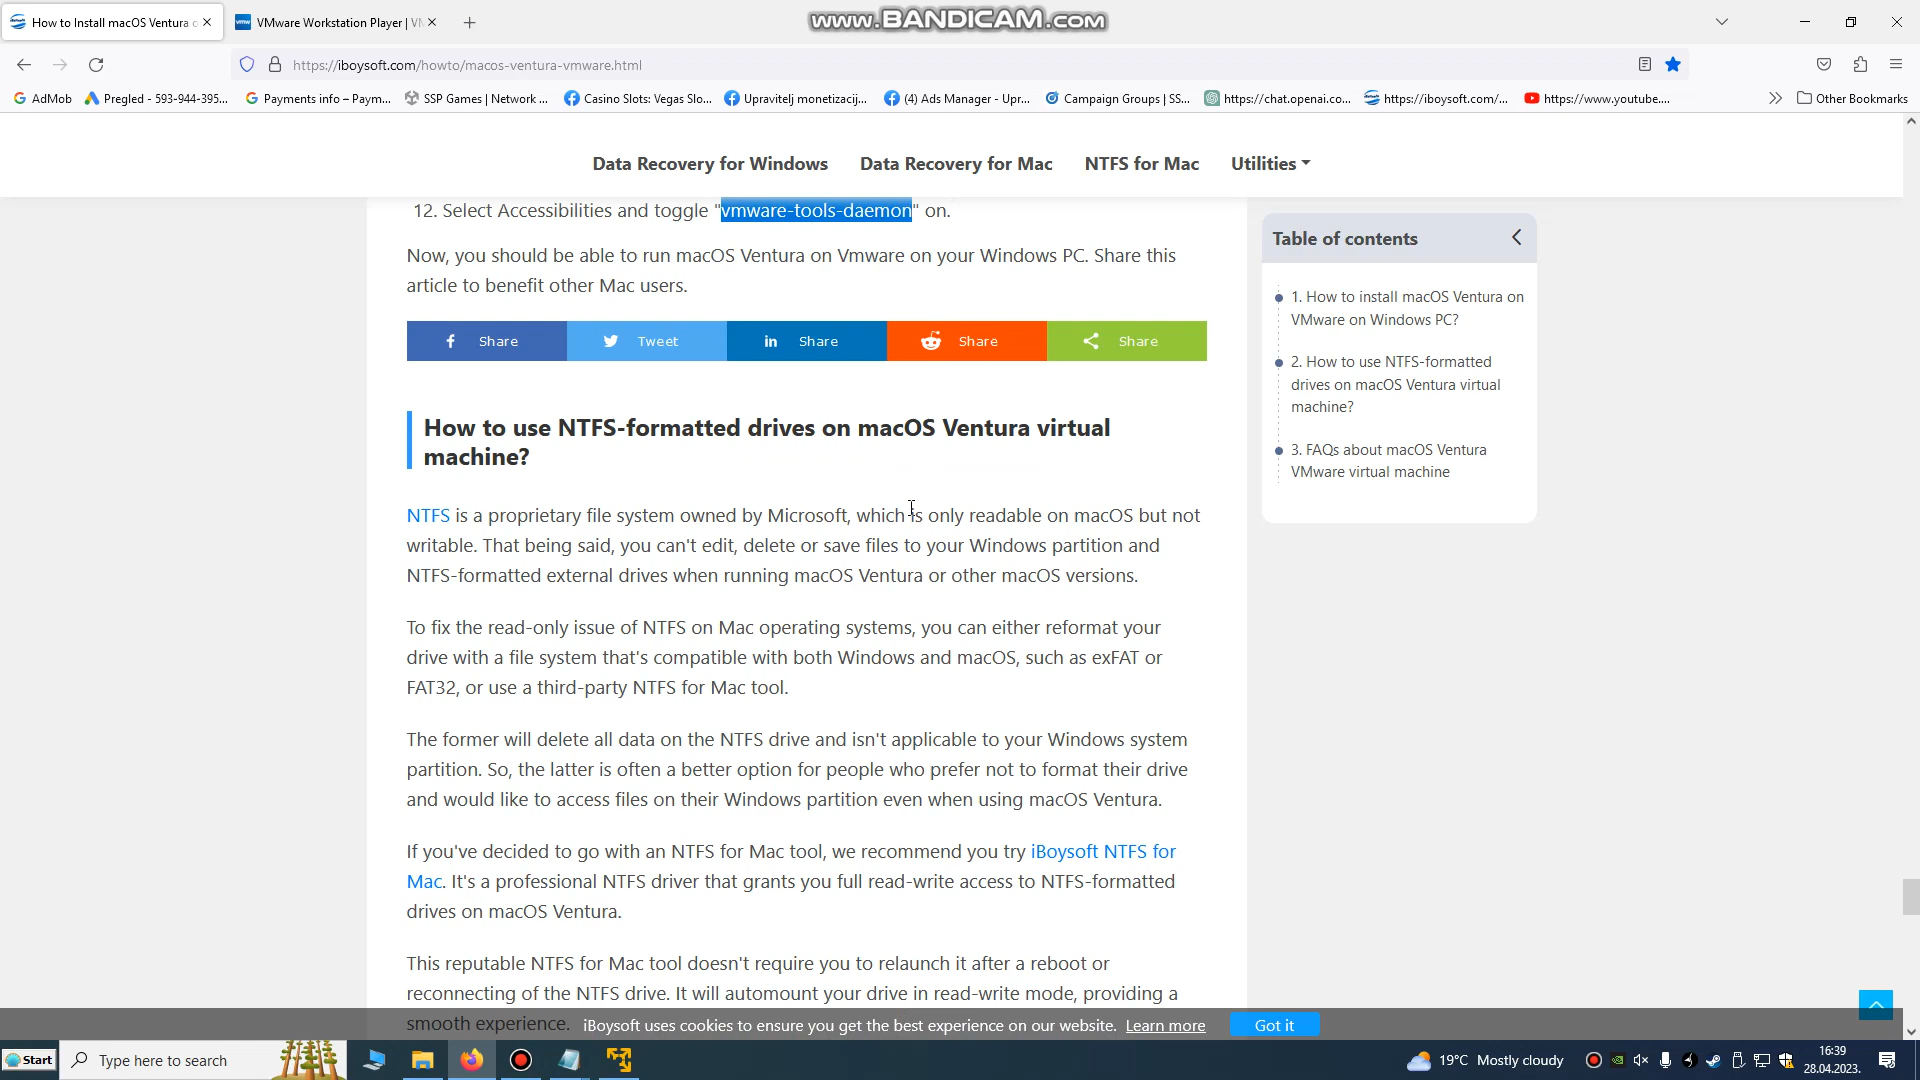 How to Install macOS Ventura o
VMware Workstation Player | VM
www.BANDICAM.com
https://iboysoft.com/howto/macos-ventura-vmware.html
AdMob
Pregled - 593-944-395...
Payments info – Paym...
SSP Games | Network ...
Casino Slots: Vegas Slo...
Upravitelj monetizacij...
(4) Ads Manager - Upr...
Campaign Groups | SS...
https://chat.openai.co...
https://iboysoft.com/...
https://www.youtube....
Other Bookmarks
Data Recovery for Windows
Data Recovery for Mac
NTFS for Mac
Utilities
12. Select Accessibilities and toggle "vmware-tools-daemon" on.
Now, you should be able to run macOS Ventura on Vmware on your Windows PC. Share this
article to benefit other Mac users.
Share
Tweet
in Share
Share
Share
How to use NTFS-formatted drives on macOS Ventura virtual
machine?
NTFS is a proprietary file system owned by Microsoft, which is only readable on macOS but not
writable. That being said, you can't edit, delete or save files to your Windows partition and
NTFS-formatted external drives when running macOS Ventura or other macOS versions.
To fix the read-only issue of NTFS on Mac operating systems, you can either reformat your
drive with a file system that's compatible with both Windows and macOS, such as exFAT or
FAT32, or use a third-party NTFS for Mac tool.
The former will delete all data on the NTFS drive and isn't applicable to your Windows system
partition. So, the latter is often a better option for people who prefer not to format their drive
and would like to access files on their Windows partition even when using macOS Ventura.
If you've decided to go with an NTFS for Mac tool, we recommend you try iBoysoft NTFS for
Mac. It's a professional NTFS driver that grants you full read-write access to NTFS-formatted
drives on macOS Ventura.
This reputable NTFS for Mac tool doesn't require you to relaunch it after a reboot or
reconnecting of the NTFS drive. It will automount your drive in read-write mode, providing a
smooth experience.
Table of contents
1. How to install macOS Ventura on
VMware on Windows PC?
2. How to use NTFS-formatted
drives on macOS Ventura virtual
machine?
3. FAQs about macOS Ventura
VMware virtual machine
iBoysoft uses cookies to ensure you get the best experience on our website. Learn more
Got it
Start
Type here to search
19°C Mostly cloudy
16:39
28.04.2023.